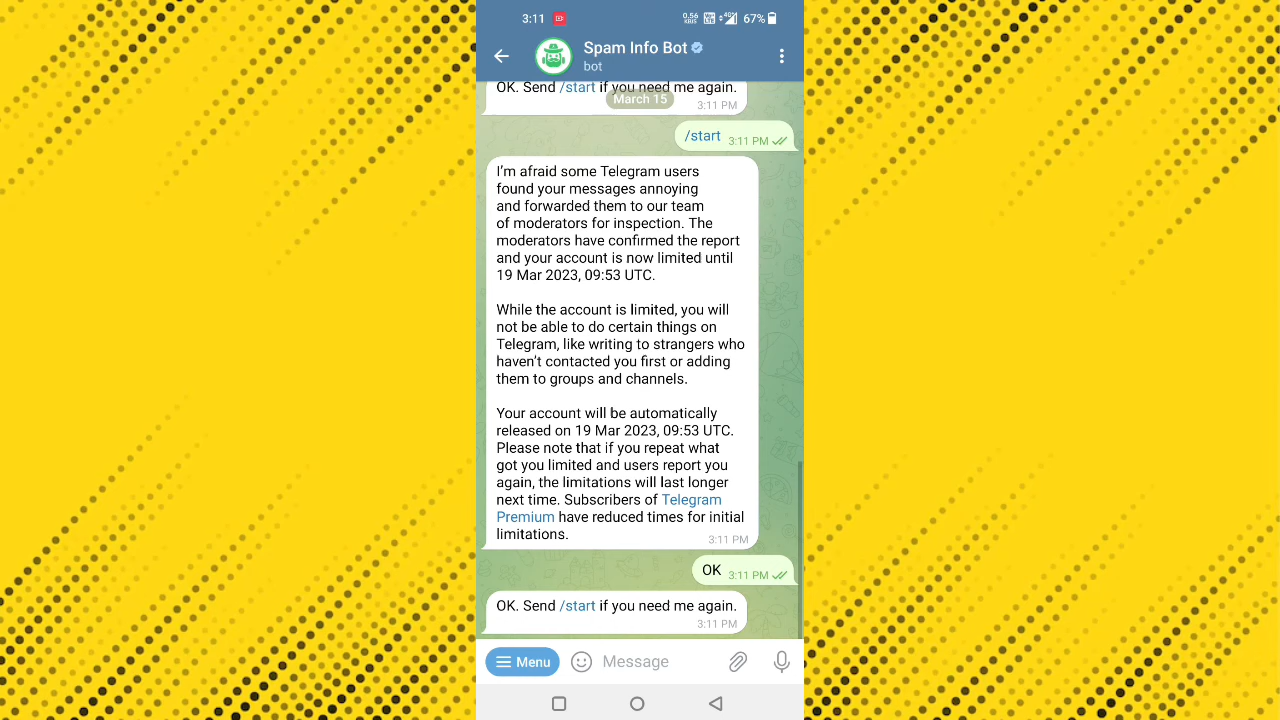 3:11
0.56 KB/S 4G 67%
Spam Info Bot
bot
OK. Send /start if you need me again.
March 15
3:11 PM
/start 3:11 PM
I'm afraid some Telegram users
found your messages annoying
and forwarded them to our team
of moderators for inspection. The
moderators have confirmed the report
and your account is now limited until
19 Mar 2023, 09:53 UTC.
While the account is limited, you will
not be able to do certain things on
Telegram, like writing to strangers who
haven't contacted you first or adding
them to groups and channels.
Your account will be automatically
released on 19 Mar 2023, 09:53 UTC.
Please note that if you repeat what
got you limited and users report you
again, the limitations will last longer
next time. Subscribers of Telegram
Premium have reduced times for initial
limitations.
3:11 PM
OK 3:11 PM
OK. Send /start if you need me again.
3:11 PM
Menu
Message